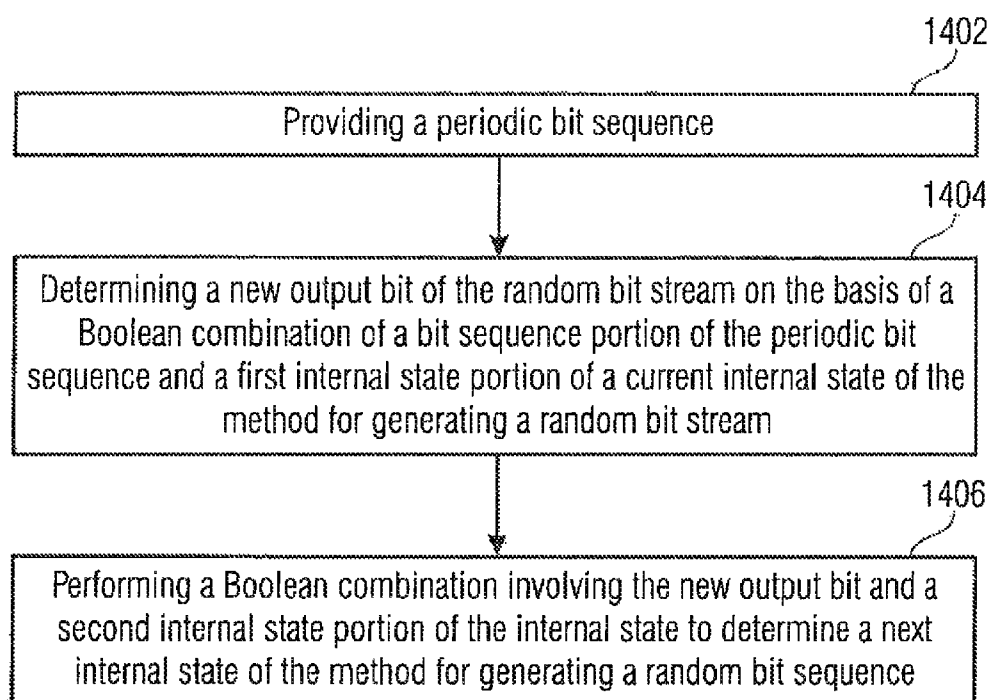 1402
Providing a periodic bit sequence
1404
Determining a new output bit of the random bit stream on the basis of a
Boolean combination of a bit sequence portion of the periodic bit
sequence and a first internal state portion of a current internal state of the
method for generating a random bit stream
1406
Performing a Boolean combination involving the new output bit and a
second internal state portion of the internal state to determine a next
internal state of the method for generating a random bit sequence